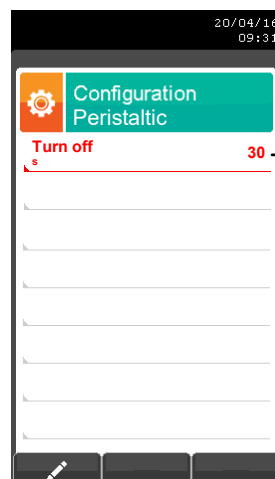 20/04/16
09:31
Configuration
Peristaltic
Turn off 30 -
s